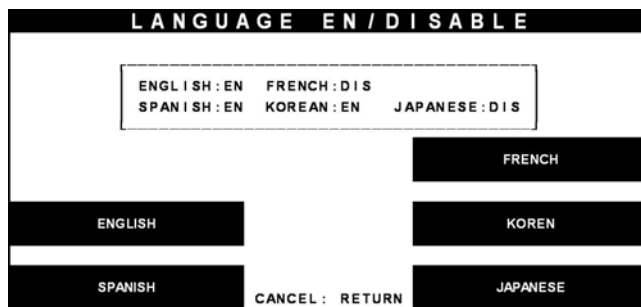 LANGUAGE EN/DISABLE
ENGLISH:EN FRENCH:DIS
SPANISH:EN KOREAN:EN JAPANESE:DIS
FRENCH
ENGLISH
KOREN
SPANISH
CANCEL: RETURN
JAPANESE